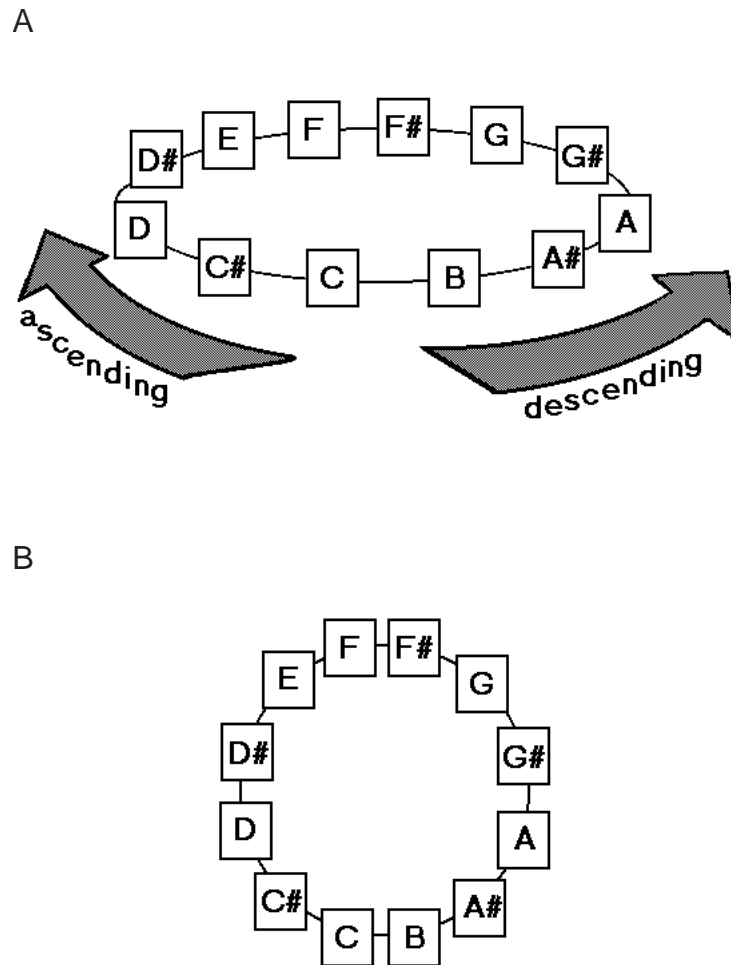 A
D# E F F# G G#
D C# C B A# A
ascending descending
B
F F#
E G
D# G#
D A
C# A#
C B